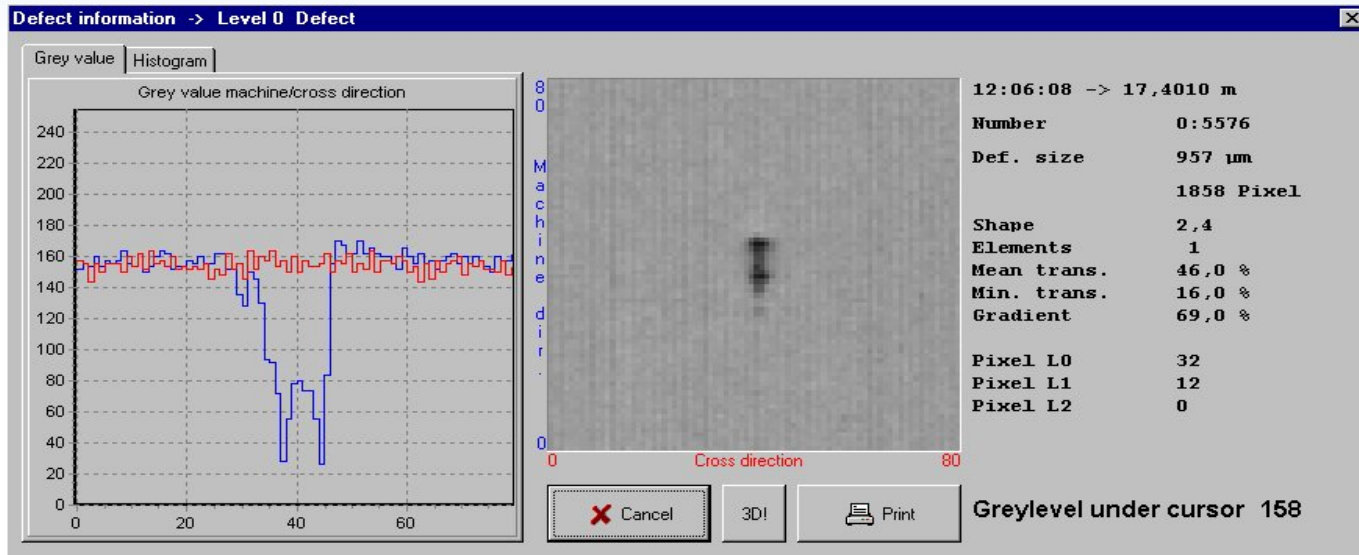 Defect information -> Level 0 Defect
Grey value
Histogram
Grey value machine/cross direction
240
220
200
180
160
140
120
100
80
60
40
20
0
0 20 40 60
80
Machine dir.
0
0 Cross direction 80
Cancel
3D!
Print
12:06:08 -> 17,4010 m
Number 0:5576
Def. size 957 µm
1858 Pixel
Shape 2,4
Elements 1
Mean trans. 46,0 %
Min. trans. 16,0 %
Gradient 69,0 %
Pixel L0 32
Pixel L1 12
Pixel L2 0
Greylevel under cursor 158